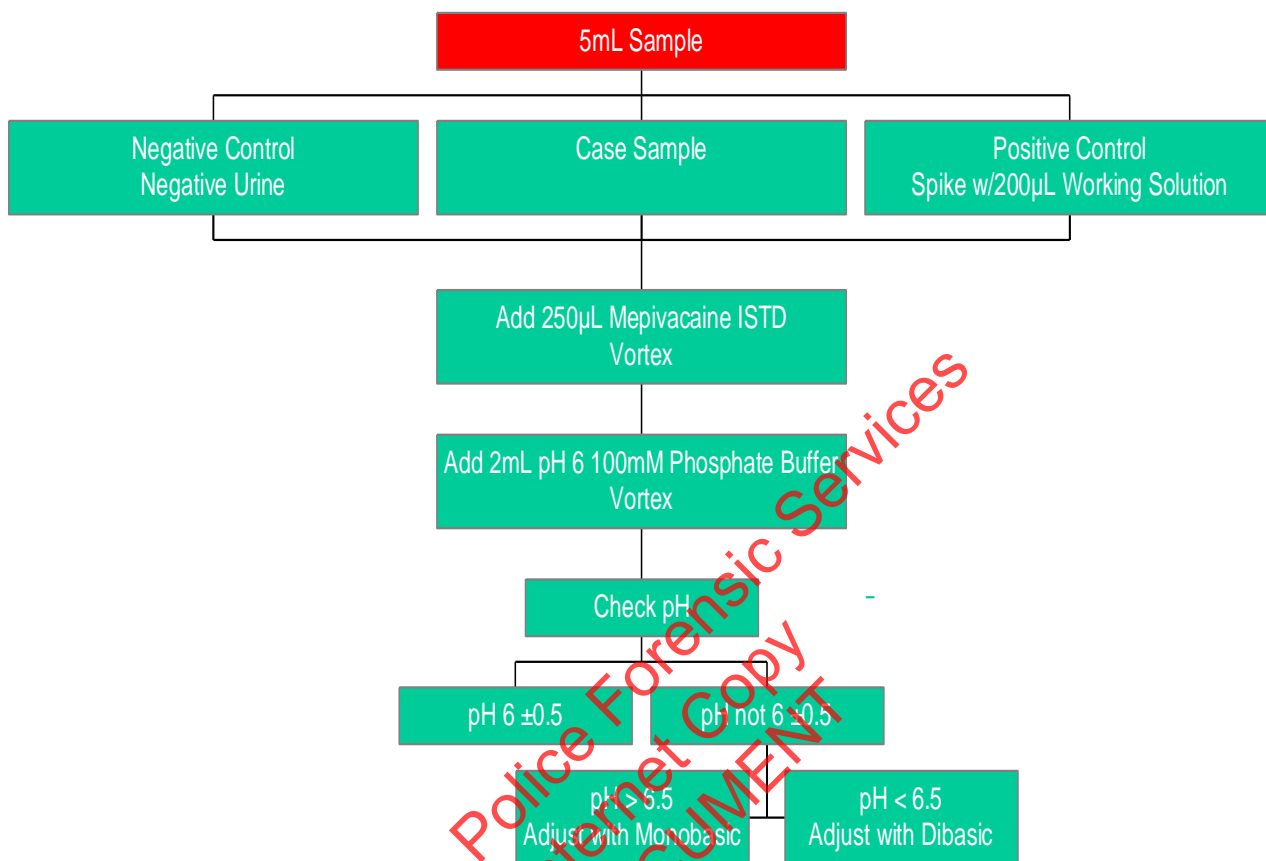 5mL Sample
Negative Control
Negative Urine
Case Sample
Positive Control
Spike w/200µL Working Solution
Add 250µL Mepivacaine ISTD
Vortex
Add 2mL pH 6 100mM Phosphate Buffer
Vortex
Check pH
pH 6 ±0.5
pH not 6 ±0.5
pH > 6.5
Adjust with Monobasic
pH < 6.5
Adjust with Dibasic
Police Forensic Services
Internet Copy
DOCUMENT